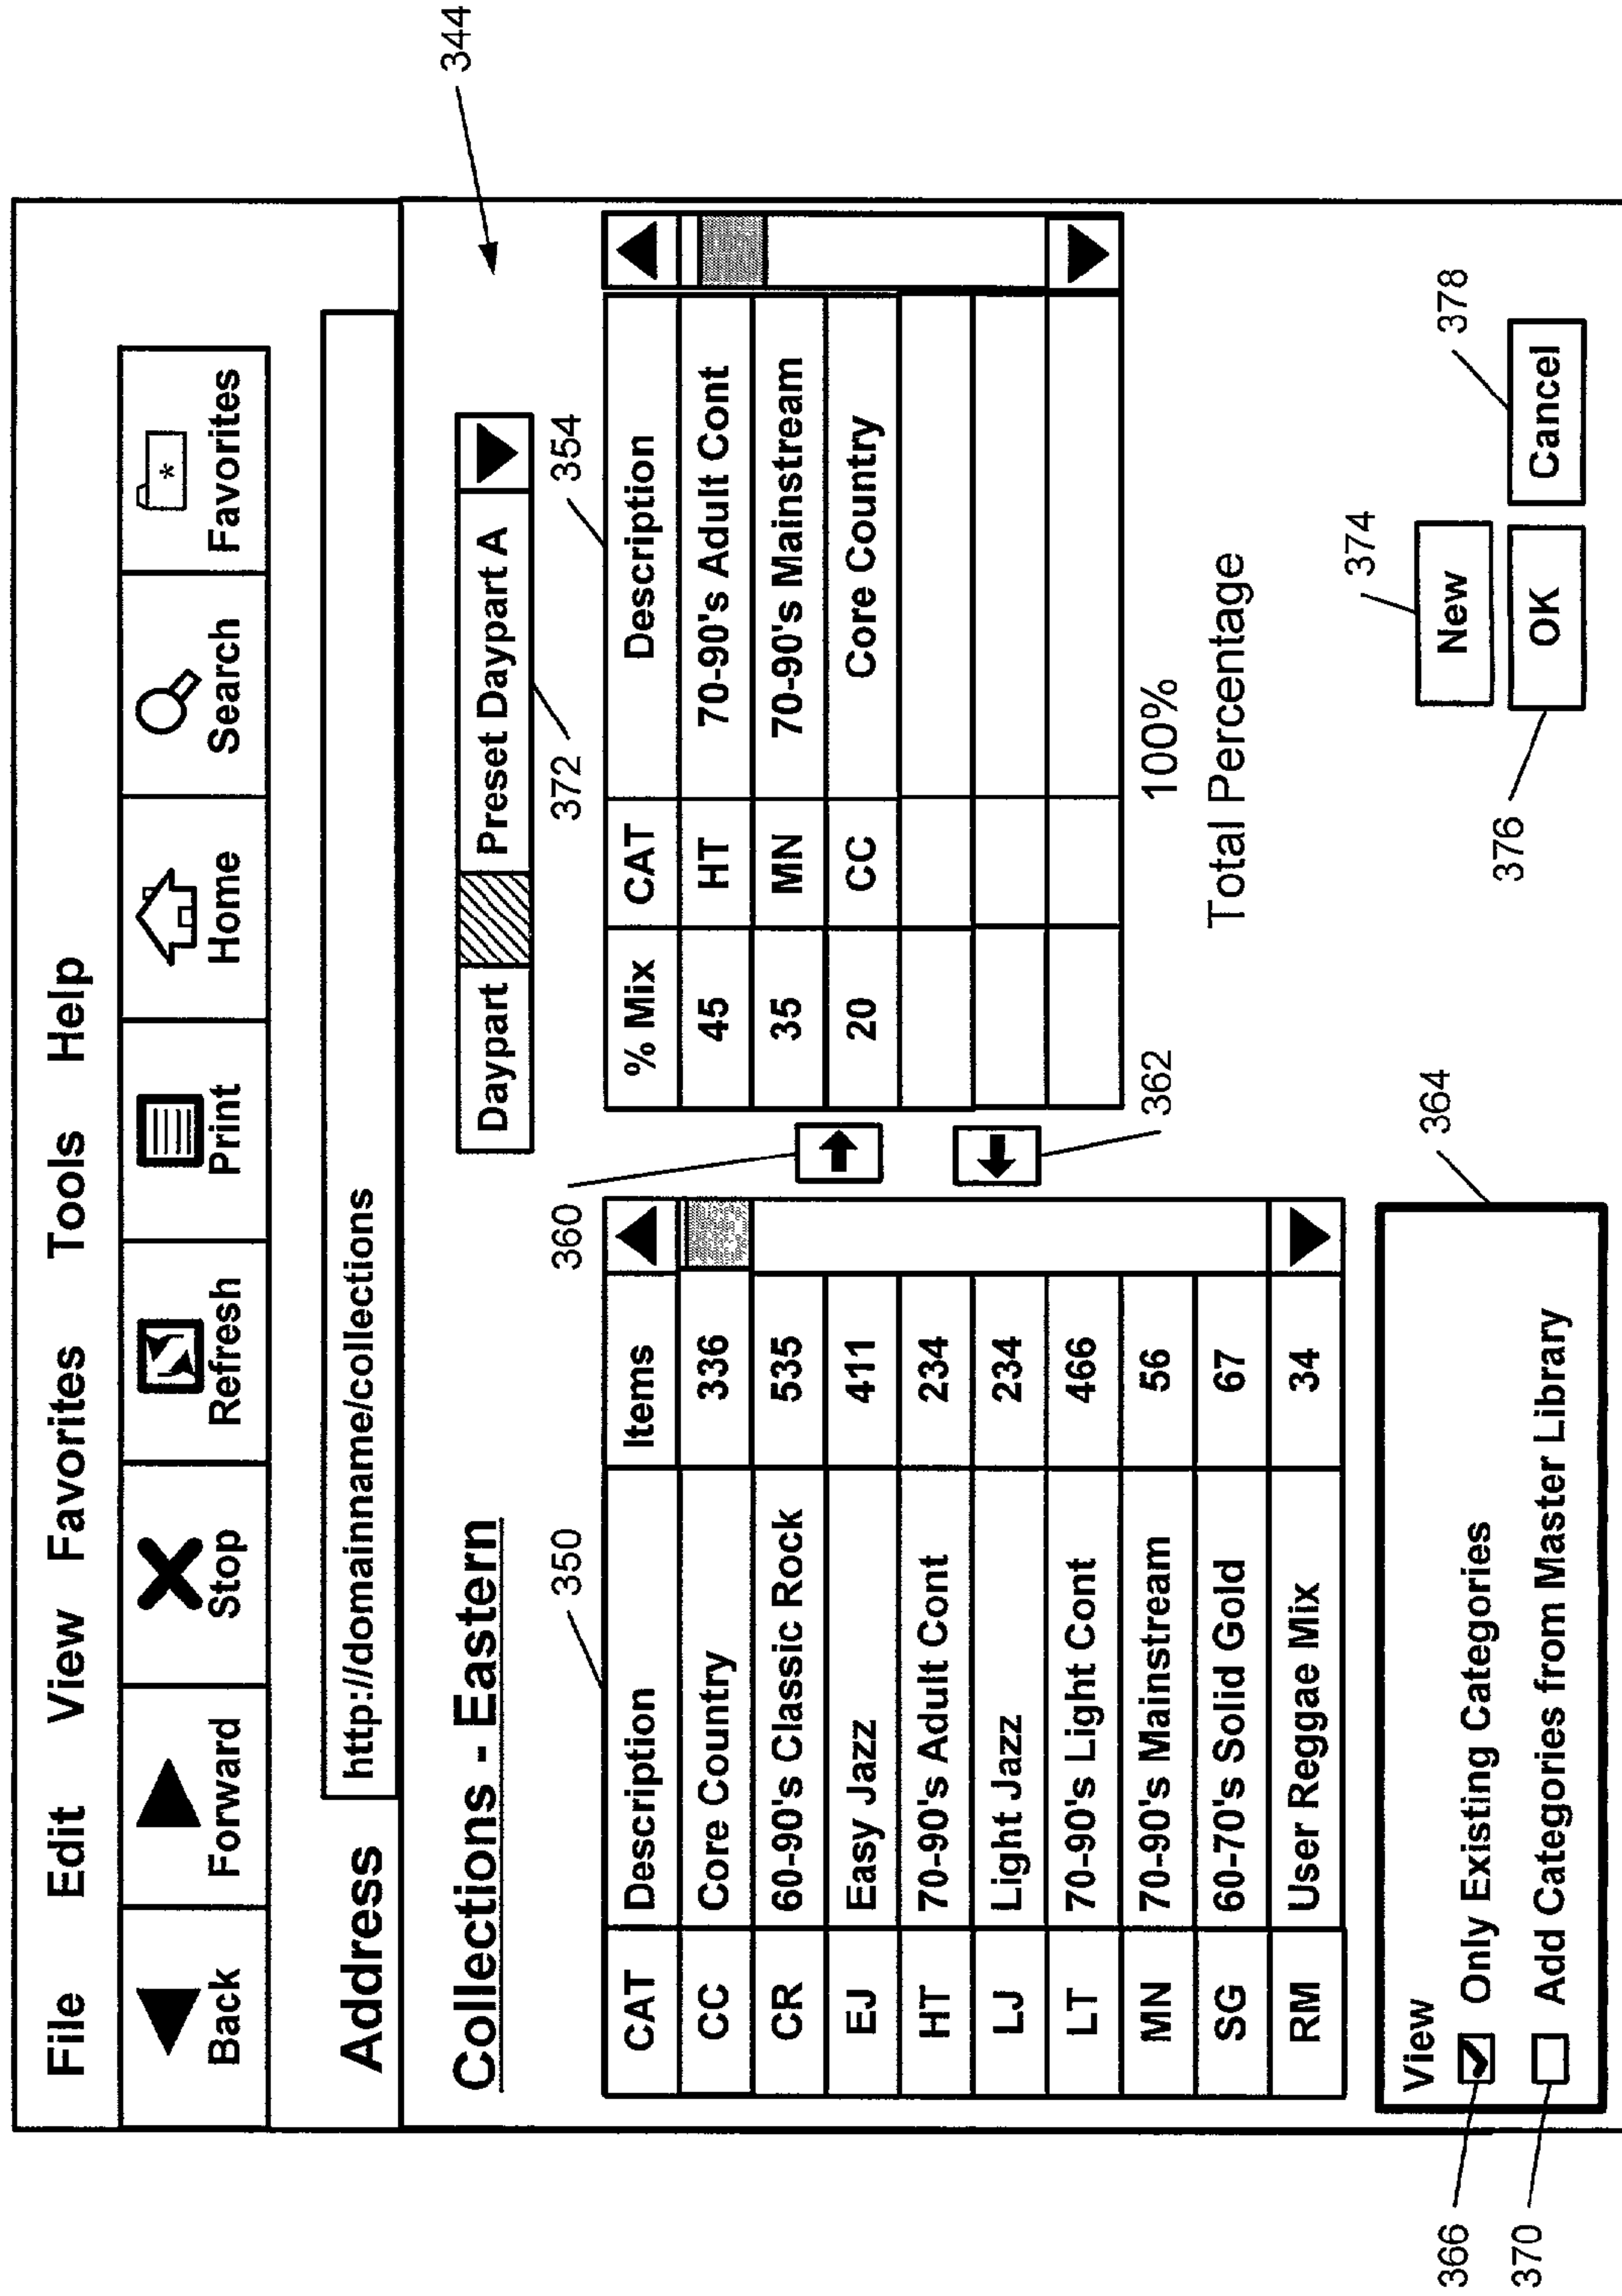 File Edit View Favorites Tools Help
Back Forward Stop Refresh Print Home Search * Favorites
Address http://domainname/collections
344
Collections - Eastern
Daypart Preset Daypart A
372
350
360
354
CAT Description Items
CC Core Country 336
CR 60-90's Classic Rock 535
EJ Easy Jazz 411
HT 70-90's Adult Cont 234
LJ Light Jazz 234
LT 70-90's Light Cont 466
MN 70-90's Mainstream 56
SG 60-70's Solid Gold 67
RM User Reggae Mix 34
% Mix CAT Description
45 HT 70-90's Adult Cont
35 MN 70-90's Mainstream
20 CC Core Country
362
100%
Total Percentage
364
View
366 Only Existing Categories
370 Add Categories from Master Library
374
New
378
376
OK Cancel